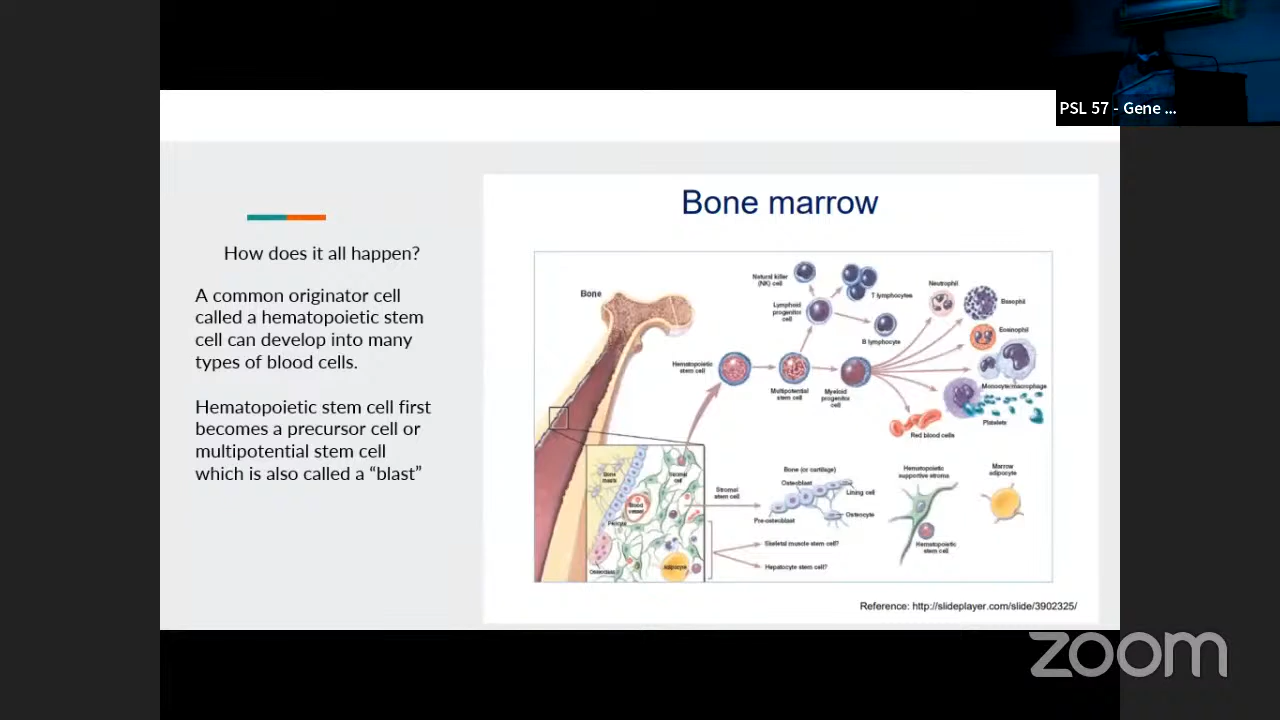 PSL 57 - Gene ...
How does it all happen?
A common originator cell
called a hematopoietic stem
cell can develop into many
types of blood cells.
Hematopoietic stem cell first
becomes a precursor cell or
multipotential stem cell
which is also called a “blast”
Bone marrow
Bone
Natural killer
(NK) cell
T lymphocytes
Lymphoid
progenitor
cell
B lymphocyte
Neutrophil
Basophil
Eosinophil
Hematopoietic
stem cell
Multipotential
stem cell
Myeloid
progenitor
cell
Monocyte/macrophage
Platelets
Red blood cells
Bone
Stromal
cell
Blood
vessel
Pericyte
Osteoclast
Adipocyte
Stromal
stem cell
Bone (or cartilage)
Osteoblast
Lining cell
Pre-osteoblast
Osteocyte
Skeletal muscle stem cell?
Hepatocyte stem cell?
Hematopoietic
supportive stroma
Hematopoietic
stem cell
Marrow
adipocyte
Reference: http://slideplayer.com/slide/3902325/
zoom